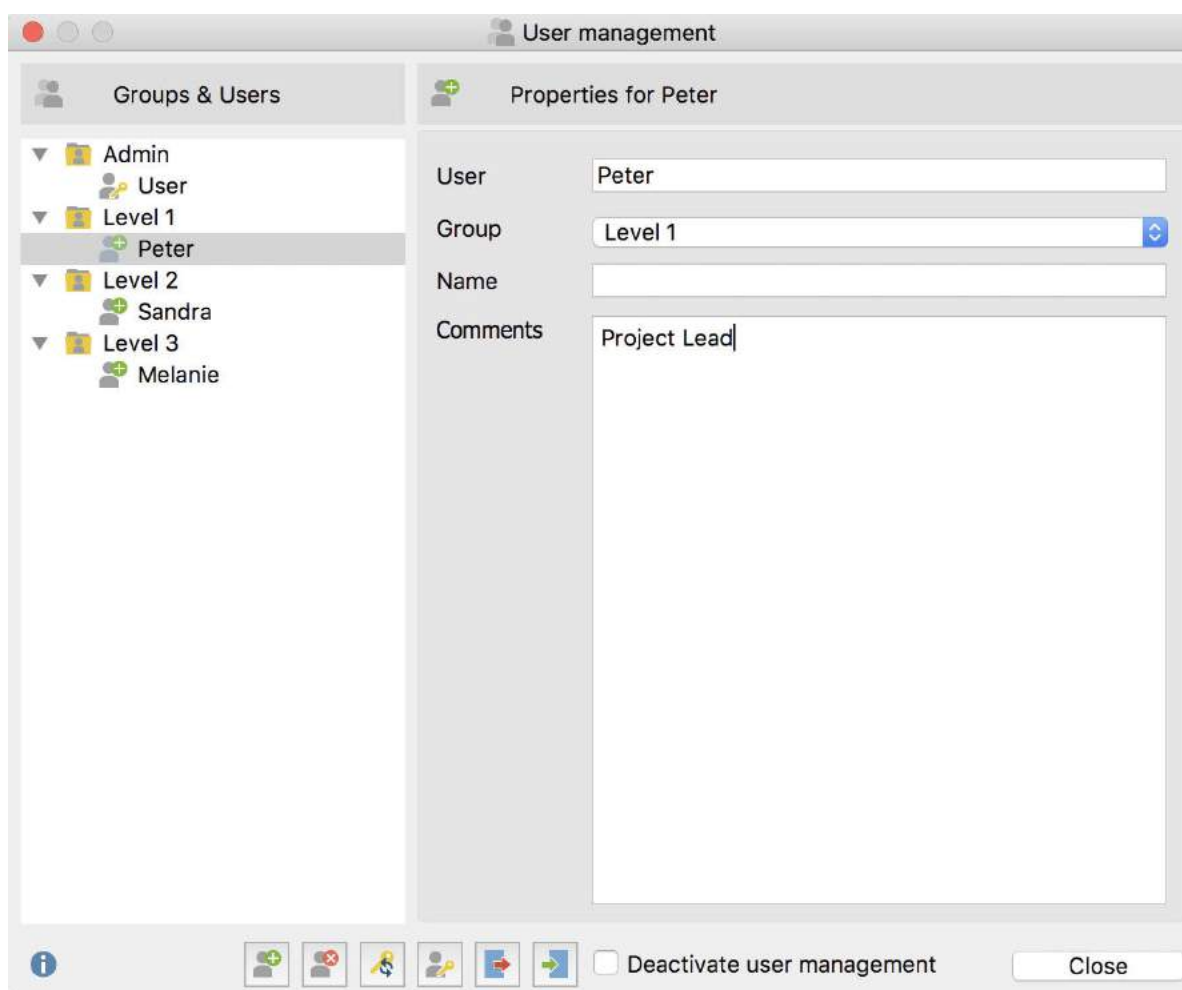 User management
Groups & Users
Properties for Peter
Admin
User
Level 1
Peter
Level 2
Sandra
Level 3
Melanie
User
Peter
Group
Level 1
Name
Comments
Project Lead
Deactivate user management
Close